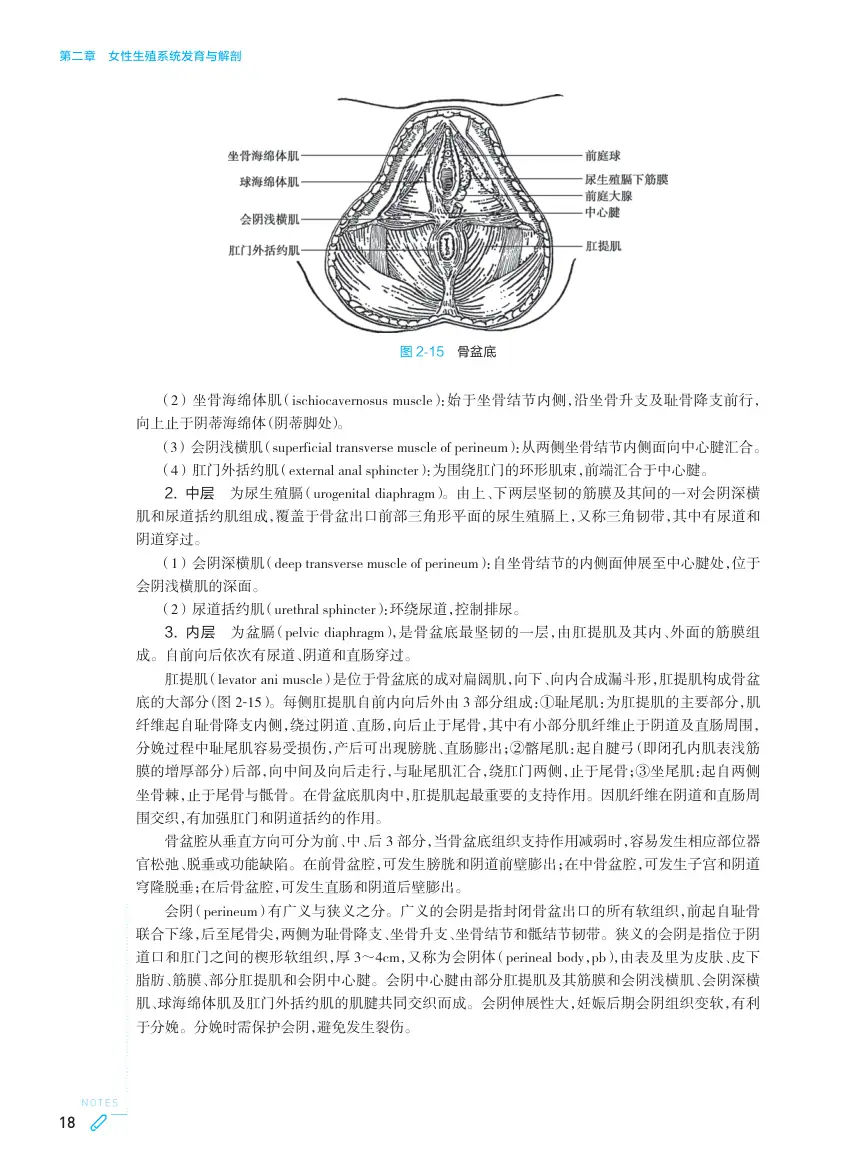 第二章　女性生殖系统发育与解剖
坐骨海绵体肌
球海绵体肌
会阴浅横肌
肛门外括约肌
前庭球
尿生殖膈下筋膜
前庭大腺
中心腱
肛提肌
图 2-15　骨盆底
（2）坐骨海绵体肌（ischiocavernosus muscle）：始于坐骨结节内侧，沿坐骨升支及耻骨降支前行，
向上止于阴蒂海绵体（阴蒂脚处）。
（3）会阴浅横肌（superficial transverse muscle of perineum）：从两侧坐骨结节内侧面向中心腱汇合。
（4）肛门外括约肌（external anal sphincter）：为围绕肛门的环形肌束，前端汇合于中心腱。
2. 中层　为尿生殖膈（urogenital diaphragm）。由上、下两层坚韧的筋膜及其间的一对会阴深横
肌和尿道括约肌组成，覆盖于骨盆出口前部三角形平面的尿生殖膈上，又称三角韧带，其中有尿道和
阴道穿过。
（1）会阴深横肌（deep transverse muscle of perineum）：自坐骨结节的内侧面伸展至中心腱处，位于
会阴浅横肌的深面。
（2）尿道括约肌（urethral sphincter）：环绕尿道，控制排尿。
3. 内层　为盆膈（pelvic diaphragm），是骨盆底最坚韧的一层，由肛提肌及其内、外面的筋膜组
成。自前向后依次有尿道、阴道和直肠穿过。
肛提肌（levator ani muscle）是位于骨盆底的成对扁阔肌，向下、向内合成漏斗形，肛提肌构成骨盆
底的大部分（图 2-15）。每侧肛提肌自前内向后外由 3 部分组成：①耻尾肌：为肛提肌的主要部分，肌
纤维起自耻骨降支内侧，绕过阴道、直肠，向后止于尾骨，其中有小部分肌纤维止于阴道及直肠周围，
分娩过程中耻尾肌容易受损伤，产后可出现膀胱、直肠膨出；②髂尾肌：起自腱弓（即闭孔内肌表浅筋
膜的增厚部分）后部，向中间及向后走行，与耻尾肌汇合，绕肛门两侧，止于尾骨；③坐尾肌：起自两侧
坐骨棘，止于尾骨与骶骨。在骨盆底肌肉中，肛提肌起最重要的支持作用。因肌纤维在阴道和直肠周
围交织，有加强肛门和阴道括约的作用。
骨盆腔从垂直方向可分为前、中、后 3 部分，当骨盆底组织支持作用减弱时，容易发生相应部位器
官松弛、脱垂或功能缺陷。在前骨盆腔，可发生膀胱和阴道前壁膨出；在中骨盆腔，可发生子宫和阴道
穹隆脱垂；在后骨盆腔，可发生直肠和阴道后壁膨出。
会阴（perineum）有广义与狭义之分。广义的会阴是指封闭骨盆出口的所有软组织，前起自耻骨
联合下缘，后至尾骨尖，两侧为耻骨降支、坐骨升支、坐骨结节和骶结节韧带。狭义的会阴是指位于阴
道口和肛门之间的楔形软组织，厚 3～4cm，又称为会阴体（perineal body，pb），由表及里为皮肤、皮下
脂肪、筋膜、部分肛提肌和会阴中心腱。会阴中心腱由部分肛提肌及其筋膜和会阴浅横肌、会阴深横
肌、球海绵体肌及肛门外括约肌的肌腱共同交织而成。会阴伸展性大，妊娠后期会阴组织变软，有利
于分娩。分娩时需保护会阴，避免发生裂伤。
NOTES
18